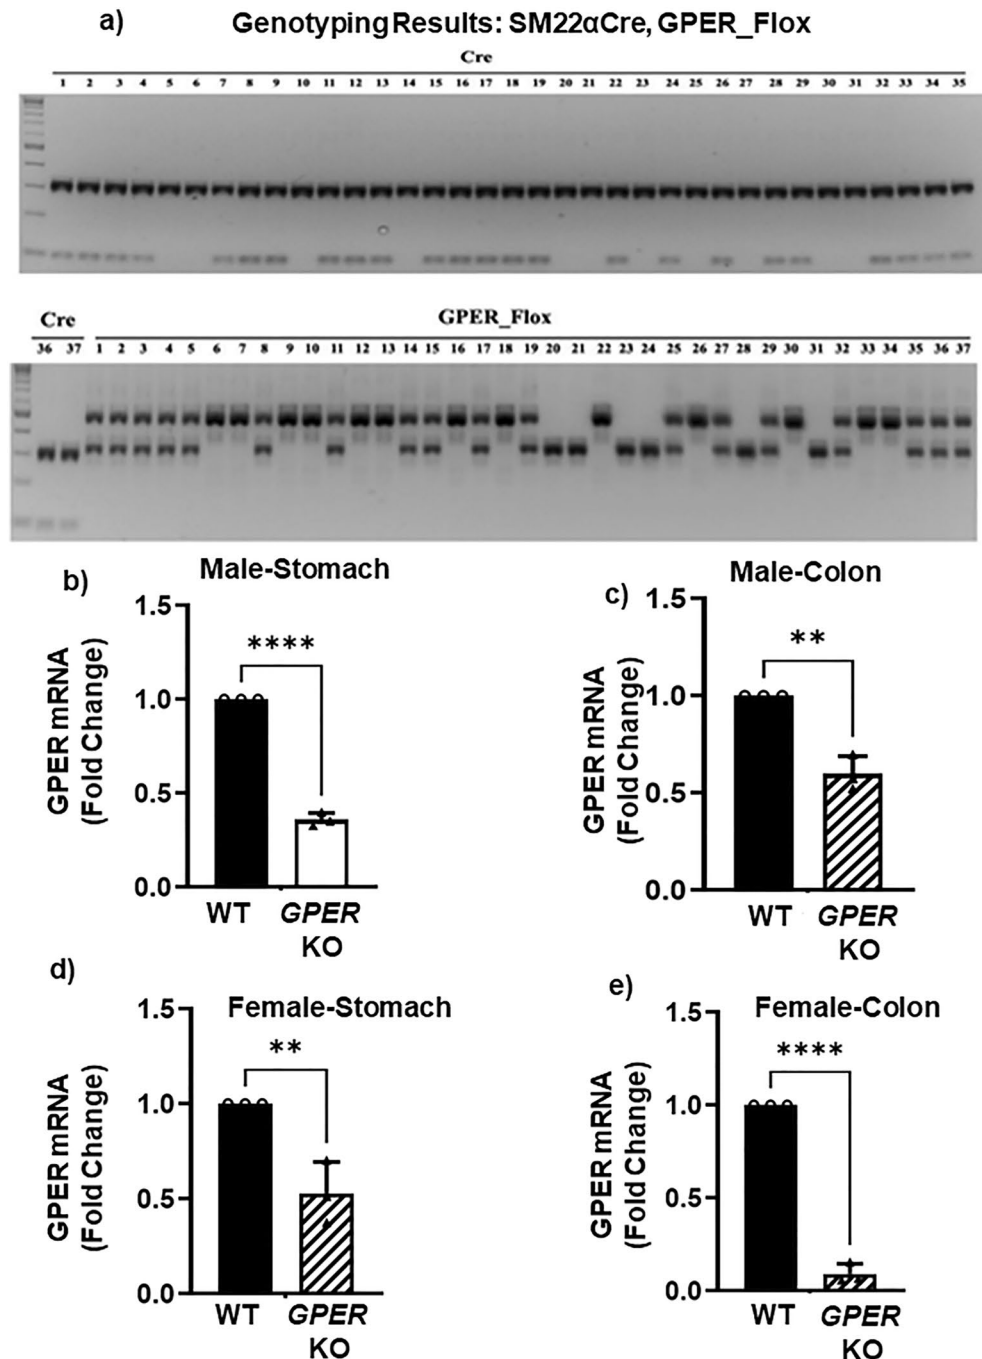 a)
Genotyping Results: SM22αCre, GPER_Flox
Cre
1 2 3 4 5 6 7 8 9 10 11 12 13 14 15 16 17 18 19 20 21 22 23 24 25 26 27 28 29 30 31 32 33 34 35
Cre GPER_Flox
36 37 1 2 3 4 5 6 7 8 9 10 11 12 13 14 15 16 17 18 19 20 21 22 23 24 25 26 27 28 29 30 31 32 33 34 35 36 37
b)
Male-Stomach
GPER mRNA
(Fold Change)
1.5
1.0
0.5
0.0
****
WT GPER
KO
c)
Male-Colon
GPER mRNA
(Fold Change)
1.5
1.0
0.5
0.0
**
WT GPER
KO
d)
Female-Stomach
GPER mRNA
(Fold Change)
1.5
1.0
0.5
0.0
**
WT GPER
KO
e)
Female-Colon
GPER mRNA
(Fold Change)
1.5
1.0
0.5
0.0
****
WT GPER
KO